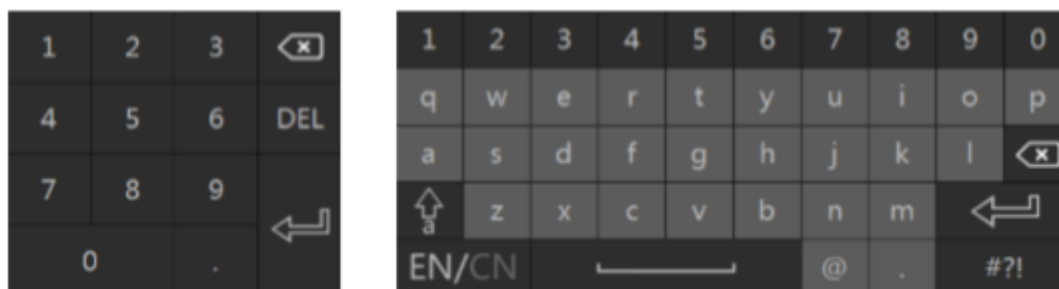 1 2 3
4 5 6 DEL
7 8 9
0 .
1 2 3 4 5 6 7 8 9 0
q w e r t y u i o p
a s d f g h j k l
a z x c v b n m
EN/CN @ . #?!